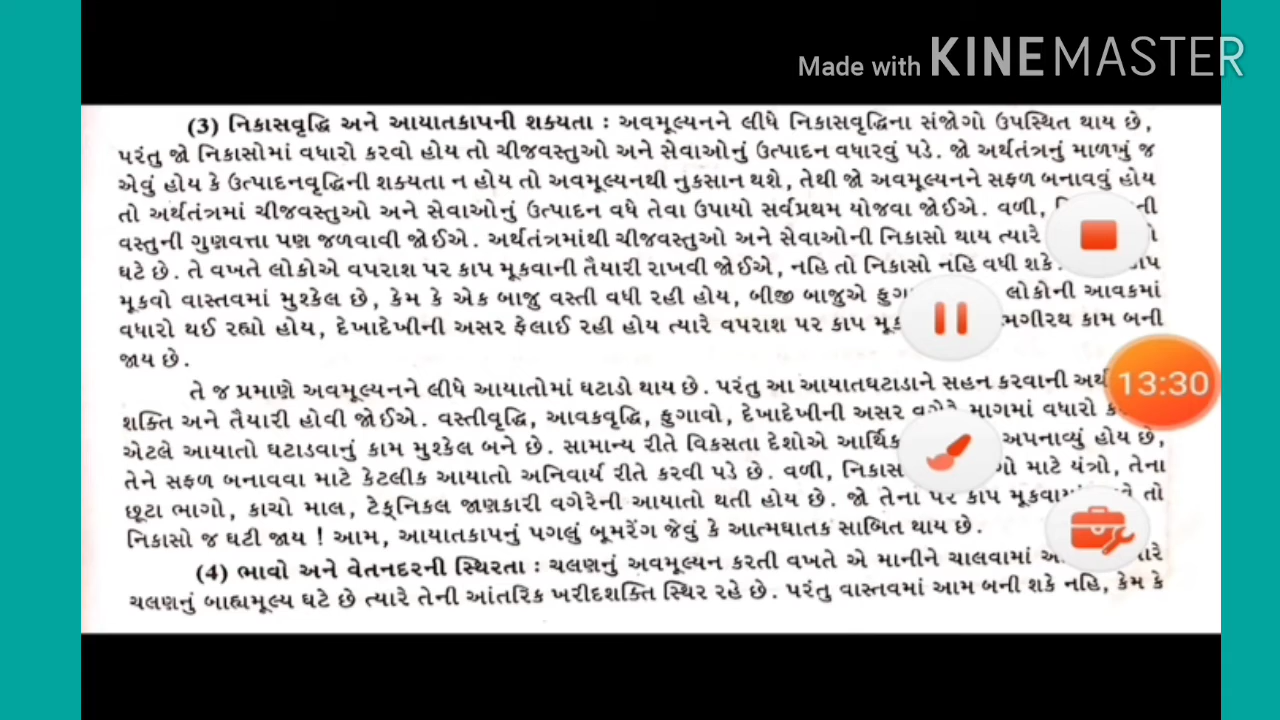 Made with KINEMASTER
(3) નિકાસવૃદ્ધિ અને આયાતકાપની શક્યતા : અવમૂલ્યનને લીધે નિકાસવૃદ્ધિના સંજોગો ઉપસ્થિત થાય છે,
પરંતુ જો નિકાસોમાં વધારો કરવો હોય તો ચીજવસ્તુઓ અને સેવાઓનું ઉત્પાદન વધારવું પડે. જો અર્થતંત્રનું માળખું જ
એવું હોય કે ઉત્પાદનવૃદ્ધિની શક્યતા ન હોય તો અવમૂલ્યનથી નુકસાન થશે, તેથી જો અવમૂલ્યનને સફળ બનાવવું હોય
તો અર્થતંત્રમાં ચીજવસ્તુઓ અને સેવાઓનું ઉત્પાદન વધે તેવા ઉપાયો સર્વપ્રથમ યોજવા જોઈએ. વળી,
વસ્તુની ગુણવત્તા પણ જળવાવી જોઈએ. અર્થતંત્રમાંથી ચીજવસ્તુઓ અને સેવાઓની નિકાસો થાય ત્યારે
ઘટે છે. તે વખતે લોકોએ વપરાશ પર કાપ મૂકવાની તૈયારી રાખવી જોઈએ, નહિ તો નિકાસો નહિ વધી શકે.
મૂકવો વાસ્તવમાં મુશ્કેલ છે, કેમ કે એક બાજુ વસ્તી વધી રહી હોય, બીજી બાજુએ લોકોની આવકમાં
વધારો થઈ રહ્યો હોય, દેખાદેખીની અસર ફેલાઈ રહી હોય ત્યારે વપરાશ પર કાપ કામ બની
જાય છે.
તે જ પ્રમાણે અવમૂલ્યનને લીધે આયાતોમાં ઘટાડો થાય છે. પરંતુ આ આયાતઘટાડાને સહન કરવાની
શક્તિ અને તૈયારી હોવી જોઈએ. વસ્તીવૃદ્ધિ, આવકવૃદ્ધિ, ફુગાવો, દેખાદેખીની અસર વગેરે માગમાં વધારો
એટલે આયાતો ઘટાડવાનું કામ મુશ્કેલ બને છે. સામાન્ય રીતે વિકસતા દેશોએ આર્થિક અપનાવ્યું હોય છે,
તેને સફળ બનાવવા માટે કેટલીક આયાતો અનિવાર્ય રીતે કરવી પડે છે. વળી, નિકાસ માટે યંત્રો, તેના
છૂટા ભાગો, કાચો માલ, ટેક્નિકલ જાણકારી વગેરેની આયાતો થતી હોય છે. જો તેના પર કાપ તો
નિકાસો જ ઘટી જાય ! આમ, આયાતકાપનું પગલું બૂમરેંગ જેવું કે આત્મઘાતક સાબિત થાય છે.
(4) ભાવો અને વેતનદરની સ્થિરતા : ચલણનું અવમૂલ્યન કરતી વખતે એ માનીને ચાલવામાં
ચલણનું બાહ્યમૂલ્ય ઘટે છે ત્યારે તેની આંતરિક ખરીદશક્તિ સ્થિર રહે છે. પરંતુ વાસ્તવમાં આમ બની શકે નહિ, કેમ કે
13:30